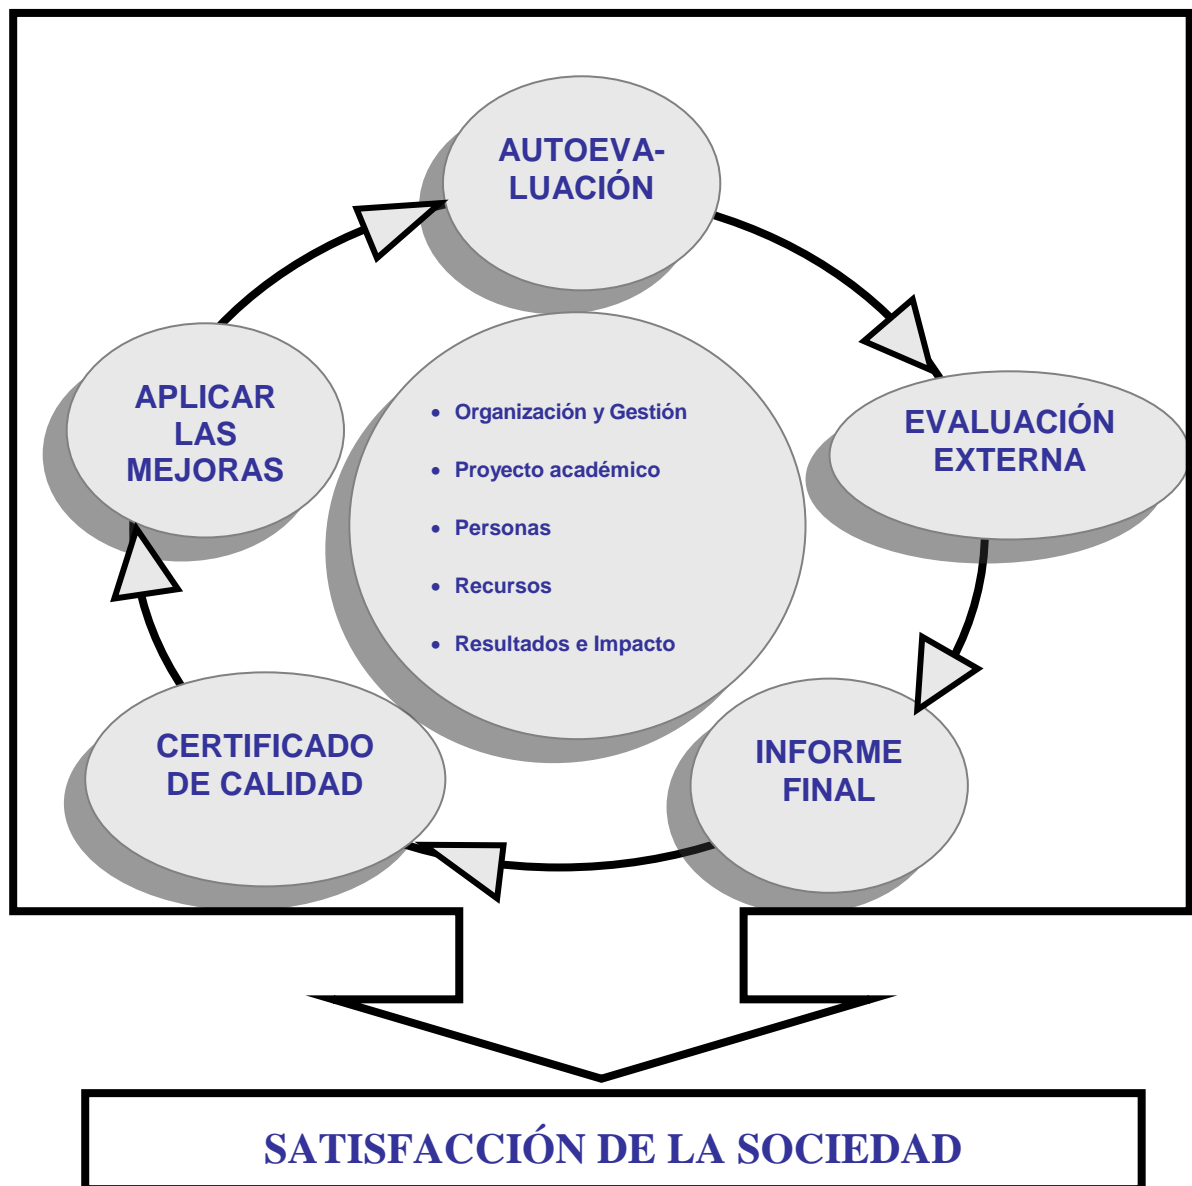 AUTOEVA-
LUACIÓN
EVALUACIÓN
EXTERNA
INFORME
FINAL
CERTIFICADO
DE CALIDAD
APLICAR
LAS
MEJORAS
• Organización y Gestión
• Proyecto académico
• Personas
• Recursos
• Resultados e Impacto
SATISFACCIÓN DE LA SOCIEDAD